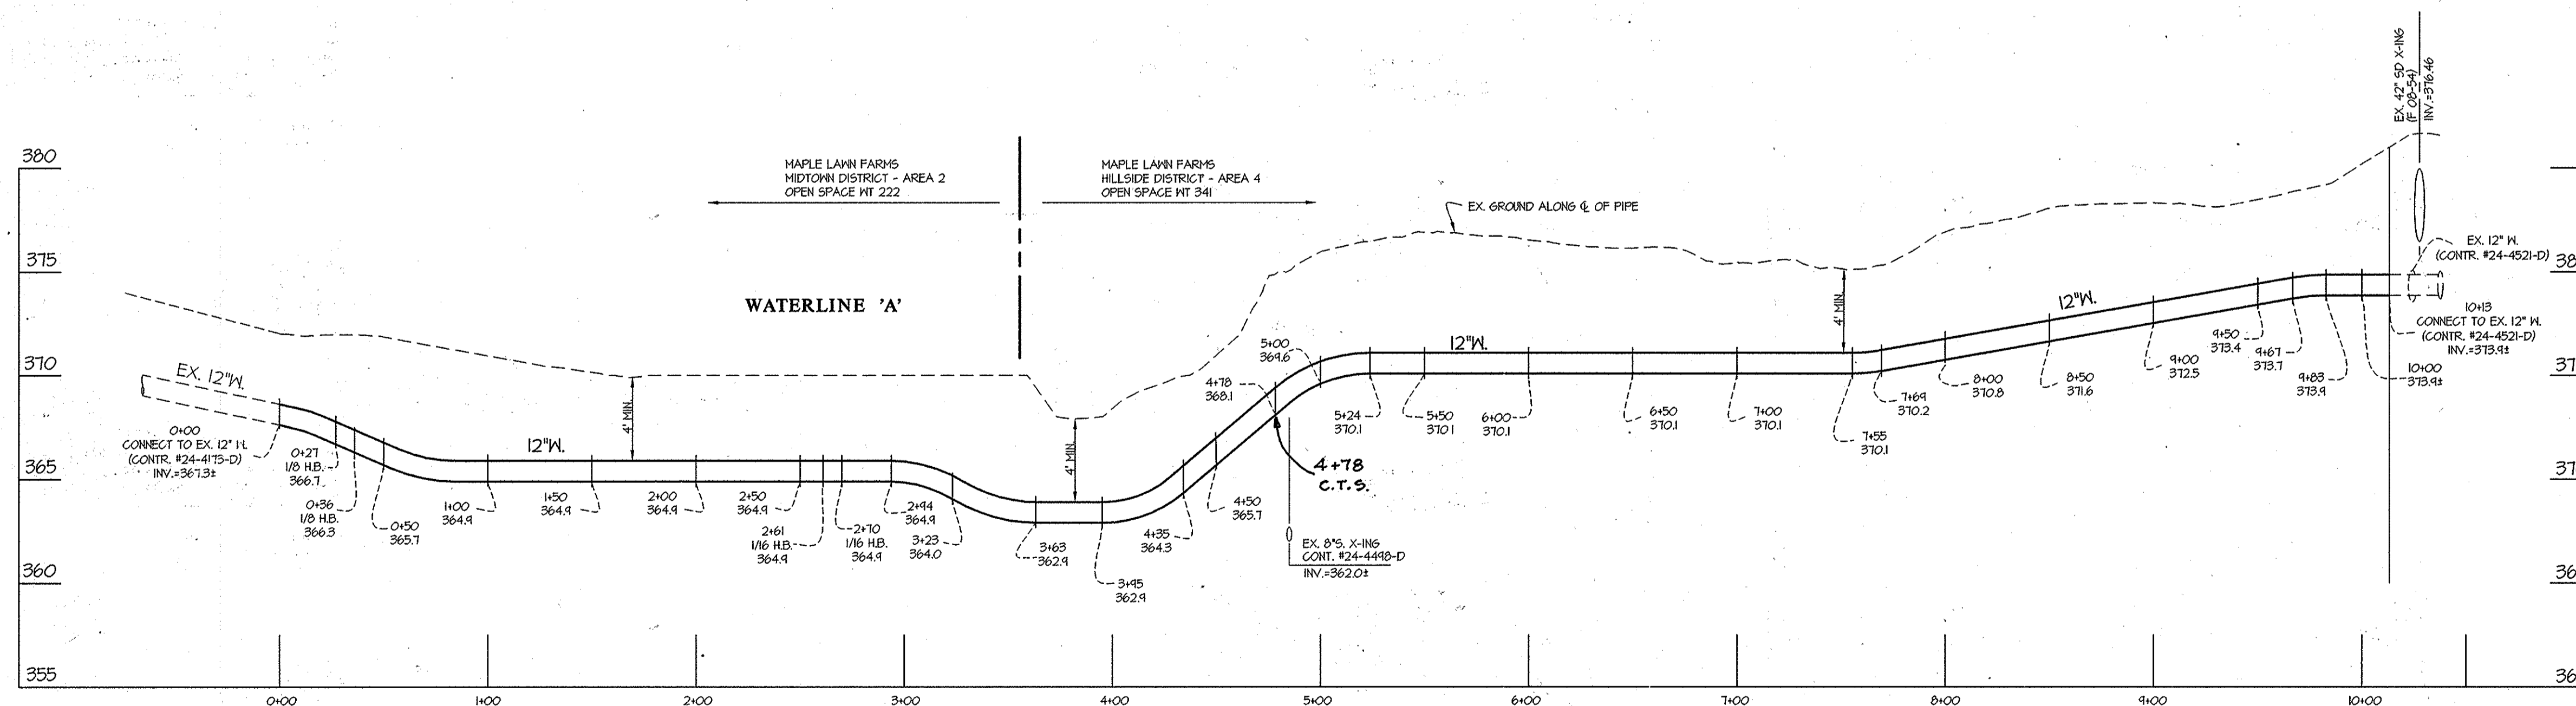 EX. 42" SD X-ING
(F 08-54)
INV.=376.46
380
375
370
365
360
355
MAPLE LAWN FARMS
MIDTOWN DISTRICT - AREA 2
OPEN SPACE WT 222
MAPLE LAWN FARMS
HILLSIDE DISTRICT - AREA 4
OPEN SPACE WT 341
EX. GROUND ALONG ℄ OF PIPE
WATERLINE 'A'
EX. 12"W.
0+00
CONNECT TO EX. 12" W.
(CONTR. #24-4173-D)
INV.=367.3±
0+27
1/8 H.B.
366.7
0+36
1/8 H.B.
366.3
0+50
365.7
1+00
364.9
12"W.
1+50
364.9
4' MIN.
2+00
364.9
2+50
364.9
2+61
1/16 H.B.
364.9
2+70
1/16 H.B.
364.9
2+94
364.9
3+23
364.0
3+63
362.9
4' MIN.
3+95
362.9
4+35
364.3
4+50
365.7
4+78
368.1
5+00
369.6
4+78
C.T.S.
EX. 8"S. X-ING
CONT. #24-4498-D
INV.=362.0±
5+24
370.1
12"W.
5+50
370.1
6+00
370.1
6+50
370.1
7+00
370.1
4' MIN.
7+55
370.1
7+69
370.2
8+00
370.8
8+50
371.6
12"W.
9+00
372.5
9+50
373.4
9+67
373.7
9+83
373.9
10+00
373.9±
EX. 12" W.
(CONTR. #24-4521-D)
10+13
CONNECT TO EX. 12" W.
(CONTR. #24-4521-D)
INV.=373.9±
38
37
37
36
36
0+00
1+00
2+00
3+00
4+00
5+00
6+00
7+00
8+00
9+00
10+00